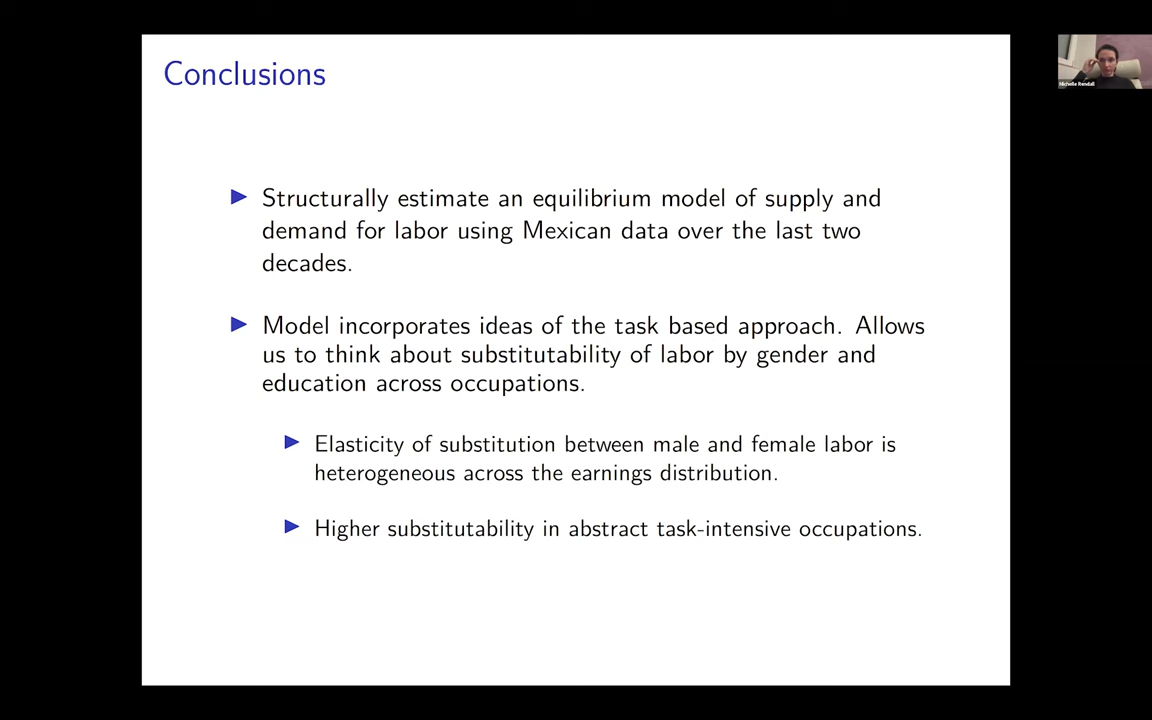 Conclusions
Michelle Rendall
Structurally estimate an equilibrium model of supply and
demand for labor using Mexican data over the last two
decades.
Model incorporates ideas of the task based approach. Allows
us to think about substitutability of labor by gender and
education across occupations.
Elasticity of substitution between male and female labor is
heterogeneous across the earnings distribution.
Higher substitutability in abstract task-intensive occupations.